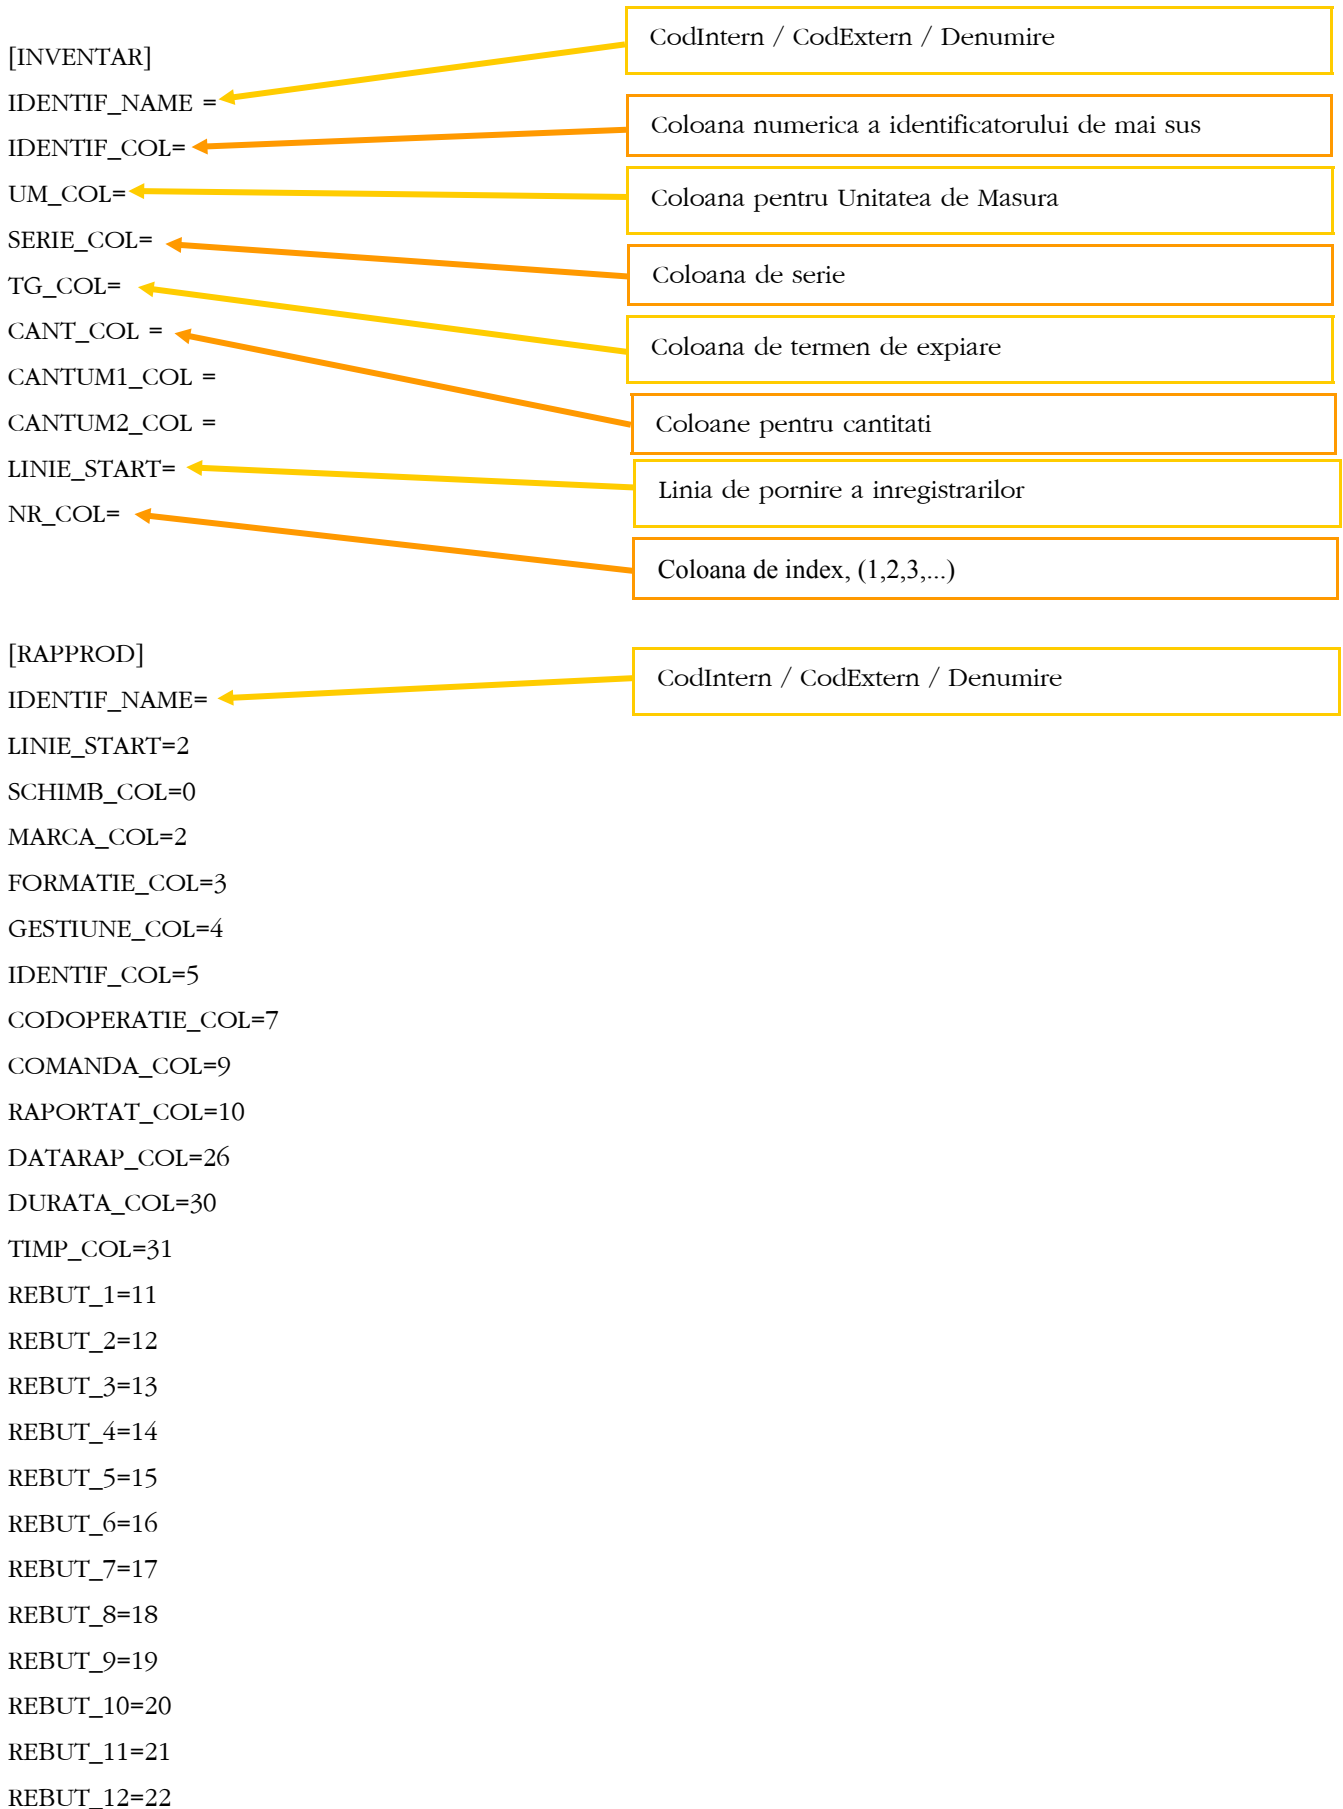 [INVENTAR]
CodIntern / CodExtern / Denumire
IDENTIF_NAME =
Coloana numerica a identificatorului de mai sus
IDENTIF_COL=
Coloana pentru Unitatea de Masura
UM_COL=
SERIE_COL=
Coloana de serie
TG_COL=
Coloana de termen de expiare
CANT_COL =
CANTUM1_COL =
CANTUM2_COL =
Coloane pentru cantitati
LINIE_START=
Linia de pornire a inregistrarilor
NR_COL=
Coloana de index, (1,2,3,...)
[RAPPROD]
CodIntern / CodExtern / Denumire
IDENTIF_NAME=
LINIE_START=2
SCHIMB_COL=0
MARCA_COL=2
FORMATIE_COL=3
GESTIUNE_COL=4
IDENTIF_COL=5
CODOPERATIE_COL=7
COMANDA_COL=9
RAPORTAT_COL=10
DATARAP_COL=26
DURATA_COL=30
TIMP_COL=31
REBUT_1=11
REBUT_2=12
REBUT_3=13
REBUT_4=14
REBUT_5=15
REBUT_6=16
REBUT_7=17
REBUT_8=18
REBUT_9=19
REBUT_10=20
REBUT_11=21
REBUT_12=22